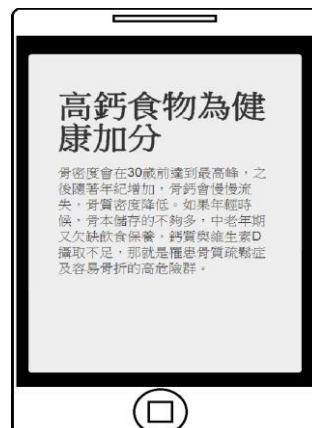 高鈣食物為健
康加分
骨密度會在30歲前達到最高峰，之
後隨著年紀增加，骨鈣會慢慢流
失，骨質密度降低。如果年輕時
候，骨本儲存的不夠多，中老年期
又欠缺飲食保養，鈣質與維生素D
攝取不足，那就是罹患骨質疏鬆症
及容易骨折的高危險群。